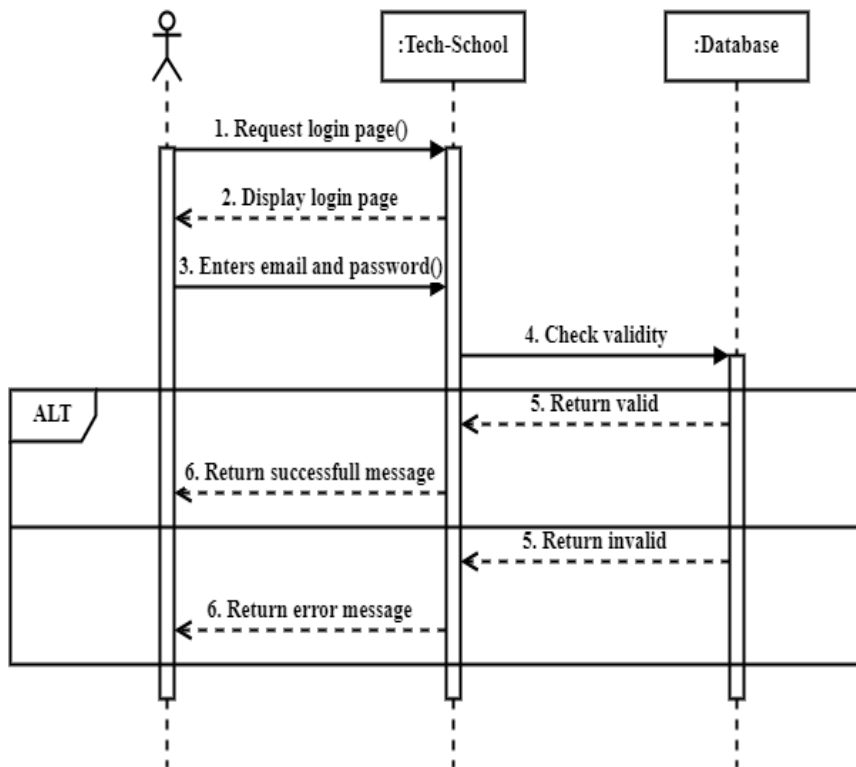 :Tech-School
:Database
1. Request login page()
2. Display login page
3. Enters email and password()
4. Check validity
ALT
5. Return valid
6. Return successfull message
5. Return invalid
6. Return error message